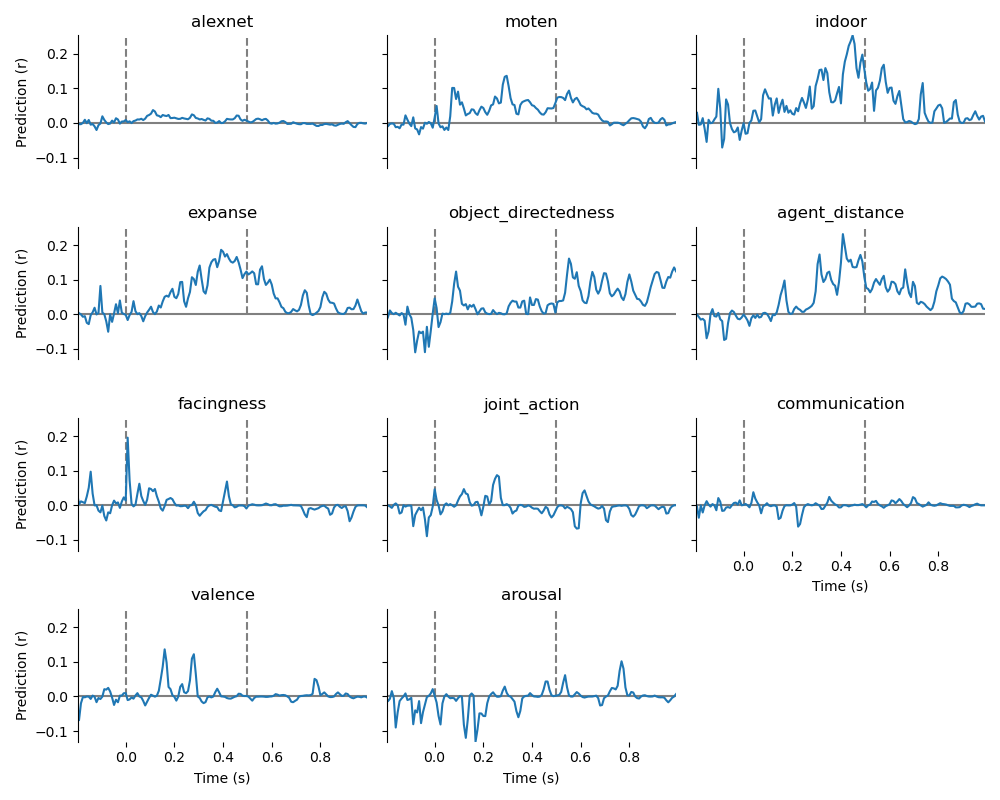 alexnet
moten
indoor
0.2
0.1
0.0
−0.1
Prediction (r)
expanse
object_directedness
agent_distance
0.2
0.1
0.0
−0.1
Prediction (r)
facingness
joint_action
communication
0.2
0.1
0.0
−0.1
Prediction (r)
0.0 0.2 0.4 0.6 0.8
Time (s)
valence
arousal
0.2
0.1
0.0
−0.1
Prediction (r)
0.0 0.2 0.4 0.6 0.8
0.0 0.2 0.4 0.6 0.8
Time (s)
Time (s)